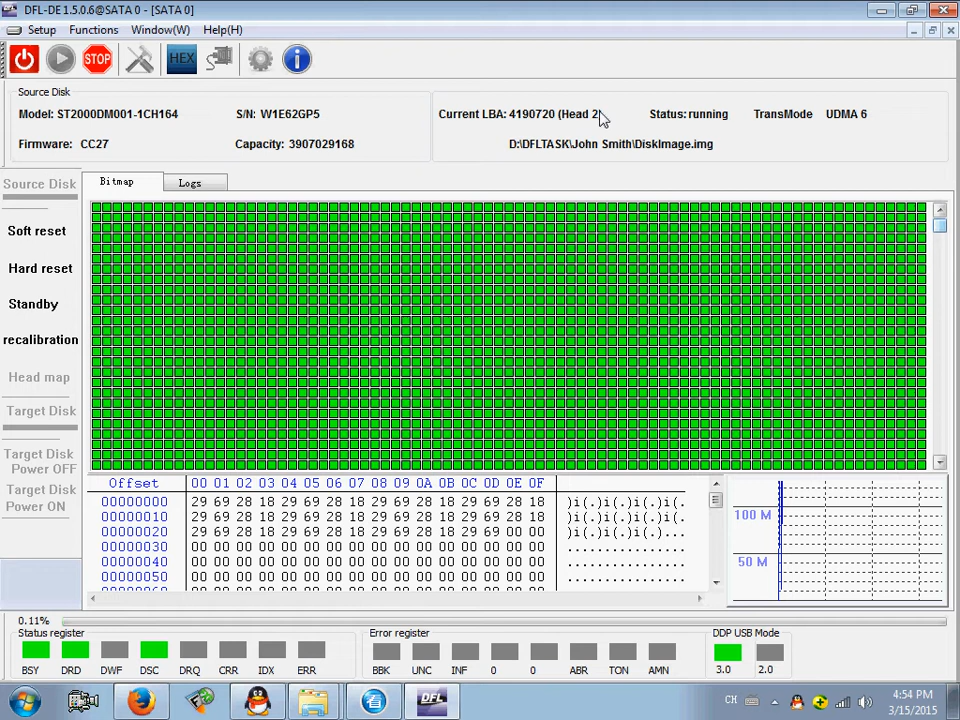 DFL-DE 1.5.0.6@SATA 0 - [SATA 0]
Setup Functions Window(W) Help(H)
STOP HEX
Source Disk
Model: ST2000DM001-1CH164 S/N: W1E62GP5 Current LBA: 4190720 (Head 2 Status: running TransMode UDMA 6
Firmware: CC27 Capacity: 3907029168 D:\DFLTASK\John Smith\DiskImage.img
Source Disk
Bitmap Logs
Soft reset
Hard reset
Standby
recalibration
Head map
Target Disk
Target Disk
Power OFF
Target Disk
Power ON
Offset 00 01 02 03 04 05 06 07 08 09 0A 0B 0C 0D 0E 0F
00000000 29 69 28 18 29 69 28 18 29 69 28 18 29 69 28 18 )i(.)i(.)i(.)i(.
00000010 29 69 28 18 29 69 28 18 29 69 28 18 29 69 28 18 )i(.)i(.)i(.)i(.
00000020 29 69 28 18 29 69 28 18 29 69 28 18 29 69 00 00 )i(.)i(.)i(.)...
00000030 00 00 00 00 00 00 00 00 00 00 00 00 00 00 00 00 ................
00000040 00 00 00 00 00 00 00 00 00 00 00 00 00 00 00 00 ................
00000050 00 00 00 00 00 00 00 00 00 00 00 00 00 00 00 00 ................
100 M
50 M
0.11%
Status register Error register DDP USB Mode
BSY DRD DWF DSC DRQ CRR IDX ERR BBK UNC INF 0 0 ABR TON AMN 3.0 2.0
DFL CH 4:54 PM
3/15/2015